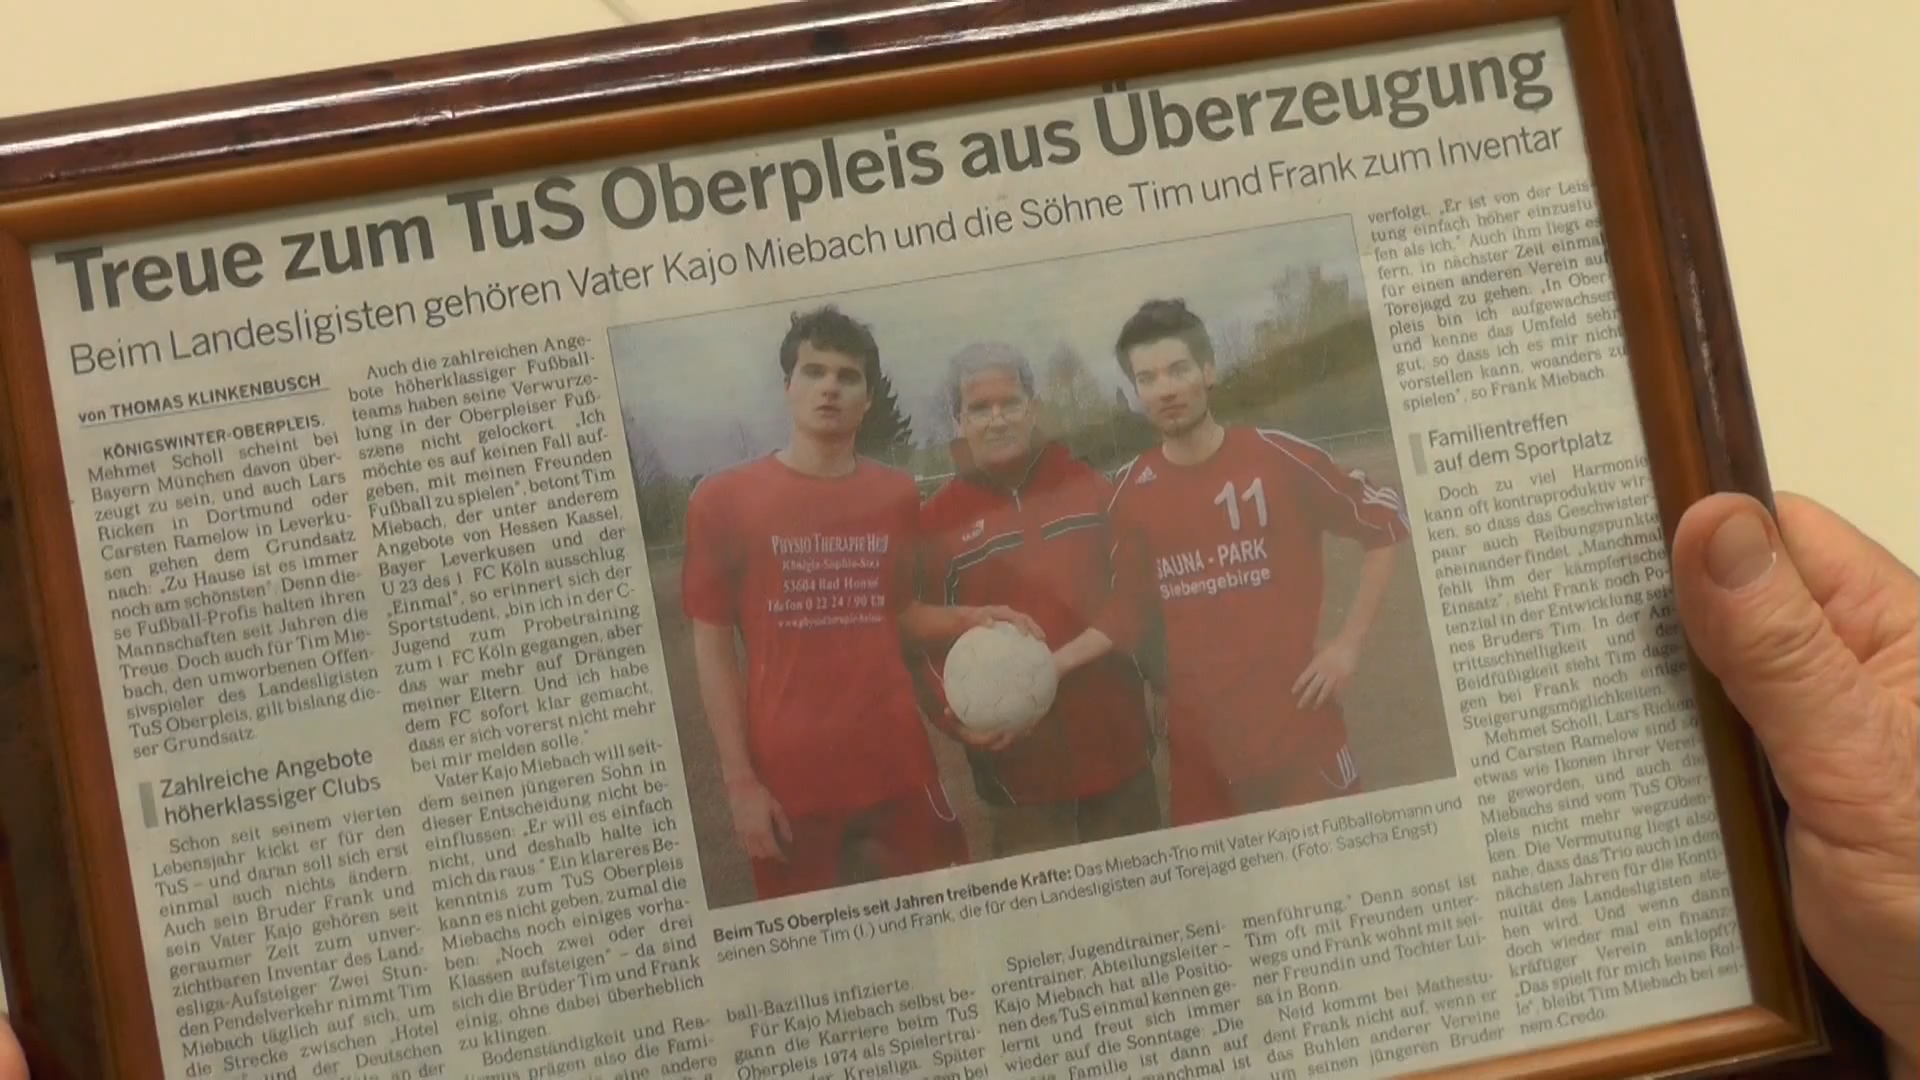 Treue zum TuS Oberpleis aus Überzeugung
Beim Landesligisten gehören Vater Kajo Miebach und die Söhne Tim und Frank zum Inventar
von THOMAS KLINKENBUSCH
KÖNIGSWINTER-OBERPLEIS.
Mehmet Scholl scheint bei
Bayern München davon über-
zeugt zu sein, und auch Lars
Ricken in Dortmund oder
Carsten Ramelow in Leverku-
sen gehen dem Grundsatz
nach: „Zu Hause ist es immer
noch am schönsten“. Denn die-
se Fußball-Profis halten ihren
Mannschaften seit Jahren die
Treue. Doch auch für Tim Mie-
bach, den umworbenen Offen-
sivspieler des Landesligisten
TuS Oberpleis, gilt bislang die-
ser Grundsatz.
Zahlreiche Angebote
höherklassiger Clubs
Schon seit seinem vierten
Lebensjahr kickt er für den
TuS – und daran soll sich erst
einmal auch nichts ändern.
Auch sein Bruder Frank und
sein Vater Kajo gehören seit
geraumer Zeit zum unver-
zichtbaren Inventar des Land-
esliga-Aufsteiger. Zwei Stun-
den Pendelverkehr nimmt Tim
Miebach täglich auf sich, um
die Strecke zwischen „Hotel
und der Deutschen
an der
Auch die zahlreichen Ange-
bote höherklassiger Fußball-
teams haben seine Verwurze-
lung in der Oberpleiser Fuß-
szene nicht gelockert. „Ich
möchte es auf keinen Fall auf-
geben, mit meinen Freunden
Fußball zu spielen“, betont Tim
Miebach, der unter anderem
Angebote von Hessen Kassel,
Bayer Leverkusen und der
U 23 des 1. FC Köln ausschlug.
„Einmal“, so erinnert sich der
Sportstudent, „bin ich in der C-
Jugend zum Probetraining
zum 1. FC Köln gegangen, aber
das war mehr auf Drängen
meiner Eltern. Und ich habe
dem FC sofort klar gemacht,
dass er sich vorerst nicht mehr
bei mir melden solle.“
Vater Kajo Miebach will seit-
dem seinen jüngeren Sohn in
dieser Entscheidung nicht be-
einflussen: „Er will es einfach
nicht, und deshalb halte ich
mich da raus.“ Ein klareres Be-
kenntnis zum TuS Oberpleis
kann es nicht geben, zumal die
Miebachs noch einiges vorha-
ben: „Noch zwei oder drei
Klassen aufsteigen“ – da sind
sich die Brüder Tim und Frank
einig, ohne dabei überheblich
zu klingen.
Bodenständigkeit und Rea-
prägen also die Fami-
eine andere
PHYSIO THERAPIE
Königin-Sophie-
53604 Bad Honnef
Telefon 0 22 24 / 90
11
SAUNA - PARK
Siebengebirge
Beim TuS Oberpleis seit Jahren treibende Kräfte: Das Miebach-Trio mit Vater Kajo ist Fußballobmann und
seinen Söhne Tim (l.) und Frank, die für den Landesligisten auf Torejagd gehen. (Foto: Sascha Engst)
ball-Bazillus infizierte.
Für Kajo Miebach selbst be-
gann die Karriere beim TuS
Oberpleis 1974 als Spielertrai-
Kreisliga. Später
bei
Spieler, Jugendtrainer, Seni-
orentrainer, Abteilungsleiter –
Kajo Miebach hat alle Positio-
nen des TuS einmal kennen ge-
lernt und freut sich immer
wieder auf die Sonntage: „Die
Familie ist dann auf
manchmal ist
menführung.“ Denn sonst ist
Tim oft mit Freunden unter-
wegs und Frank wohnt mit sei-
ner Freundin und Tochter Lui-
sa in Bonn.
Neid kommt bei Mathestu-
dent Frank nicht auf, wenn er
das Buhlen anderer Vereine
um seinen jüngeren Bruder
verfolgt. „Er ist von der Leis-
tung einfach höher einzustu-
fen als ich.“ Auch ihm liegt es
fern, in nächster Zeit einmal
für einen anderen Verein auf
Torejagd zu gehen: „In Ober-
pleis bin ich aufgewachsen
und kenne das Umfeld sehr
gut, so dass ich es mir nicht
vorstellen kann, woanders zu
spielen“, so Frank Miebach.
Familientreffen
auf dem Sportplatz
Doch zu viel Harmonie
kann oft kontraproduktiv wir-
ken, so dass das Geschwister-
paar auch Reibungspunkte
aneinander findet. „Manchmal
fehlt ihm der kämpferische
Einsatz“, sieht Frank noch Po-
tenzial in der Entwicklung sei-
nes Bruders Tim. In der An-
trittsschnelligkeit und der
Beidfüßigkeit sieht Tim dage-
gen bei Frank noch einige
Steigerungsmöglichkeiten.
Mehmet Scholl, Lars Ricken
und Carsten Ramelow sind so
etwas wie Ikonen ihrer Verei-
ne geworden, und auch die
Miebachs sind vom TuS Ober-
pleis nicht mehr wegzuden-
ken. Die Vermutung liegt also
nahe, dass das Trio auch in den
nächsten Jahren für die Konti-
nuität des Landesligisten ste-
hen wird. Und wenn dann
doch wieder mal ein finanz-
kräftiger Verein anklopft?
„Das spielt für mich keine Rol-
le“, bleibt Tim Miebach bei sei-
nem Credo.